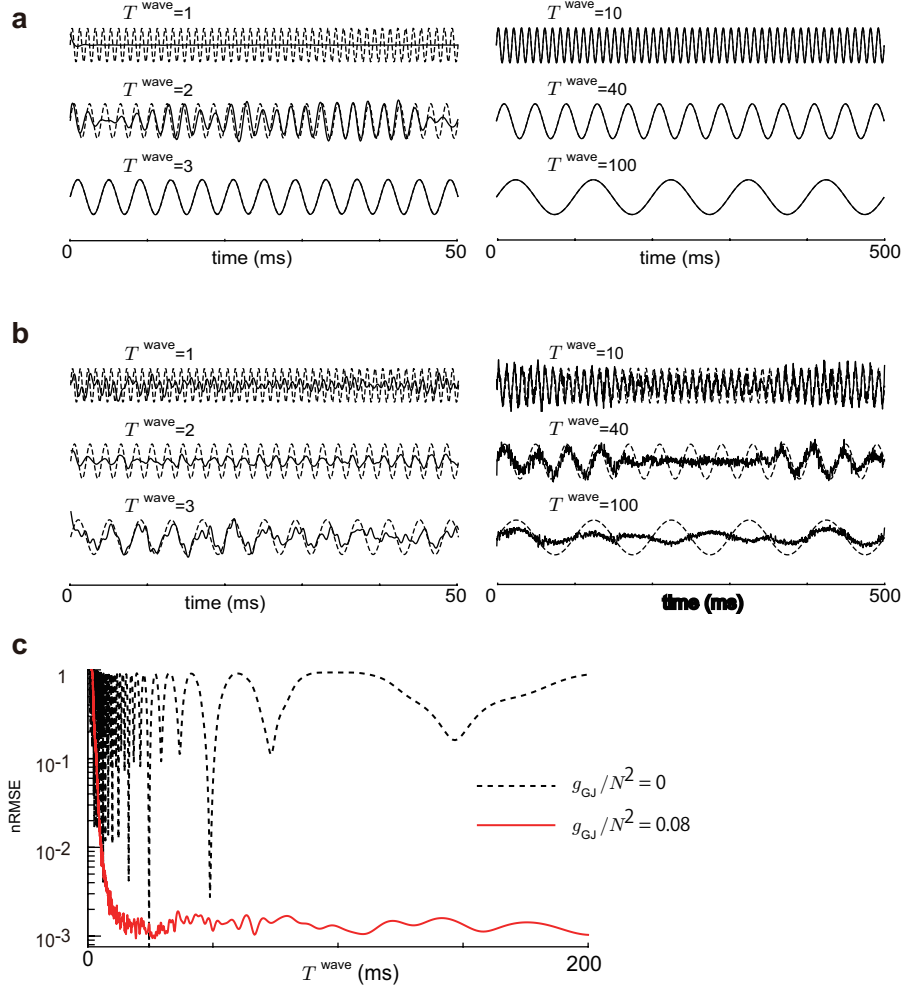 a
T wave=1
T wave=10
T wave=2
T wave=40
T wave=3
T wave=100
0 50
time (ms)
0 500
time (ms)
b
T wave=1
T wave=10
T wave=2
T wave=40
T wave=3
T wave=100
0 50
time (ms)
0 500
time (ms)
c
1
10-1
10-2
10-3
nRMSE
gGJ/N2=0
gGJ/N2=0.08
0 200
T wave (ms)